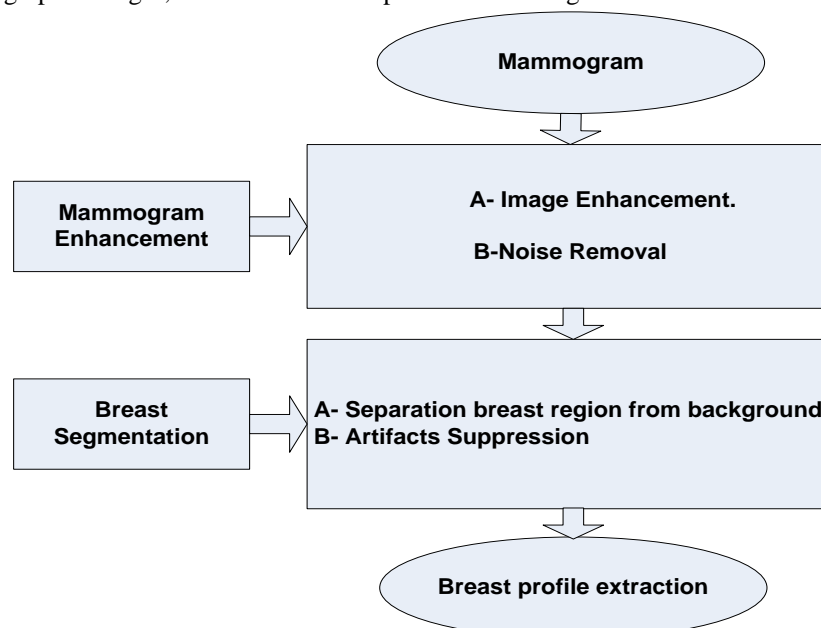 Mammogram
A- Image Enhancement.
Mammogram
Enhancement
B-Noise Removal
Breast
Segmentation
A- Separation breast region from background
B- Artifacts Suppression
Breast profile extraction